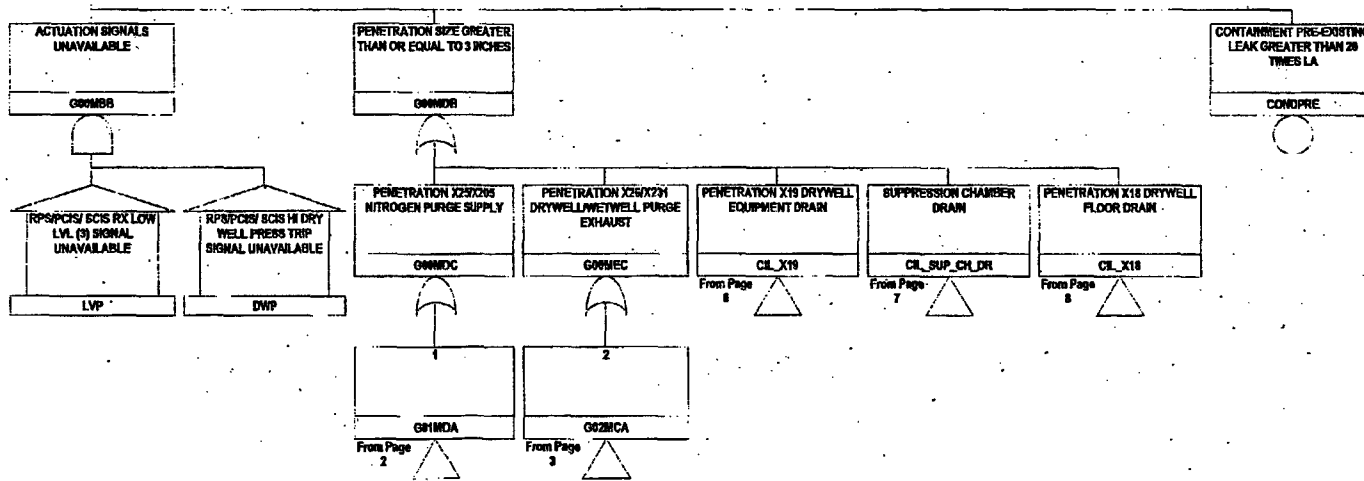 ACTUATION SIGNALS
UNAVAILABLE
G00MBB
PENETRATION SIZE GREATER
THAN OR EQUAL TO 3 INCHES
G00MDB
CONTAINMENT PRE-EXISTING
LEAK GREATER THAN 20
TIMES LA
CONDPRE
RPS/PCIS/ SCIS RX LOW
LVL (3) SIGNAL
UNAVAILABLE
LVP
RPS/PCIS/ SCIS HI DRY
WELL PRESS TRIP
SIGNAL UNAVAILABLE
DWP
PENETRATION X25/X205
NITROGEN PURGE SUPPLY
G00MDC
PENETRATION X26/X231
DRYWELL/WETWELL PURGE
EXHAUST
G00MEC
PENETRATION X19 DRYWELL
EQUIPMENT DRAIN
CIL_X19
From Page
6
SUPPRESSION CHAMBER
DRAIN
CIL_SUP_CH_DR
From Page
7
PENETRATION X18 DRYWELL
FLOOR DRAIN
CIL_X18
From Page
8
1
G01MDA
From Page
2
2
G02MCA
From Page
3